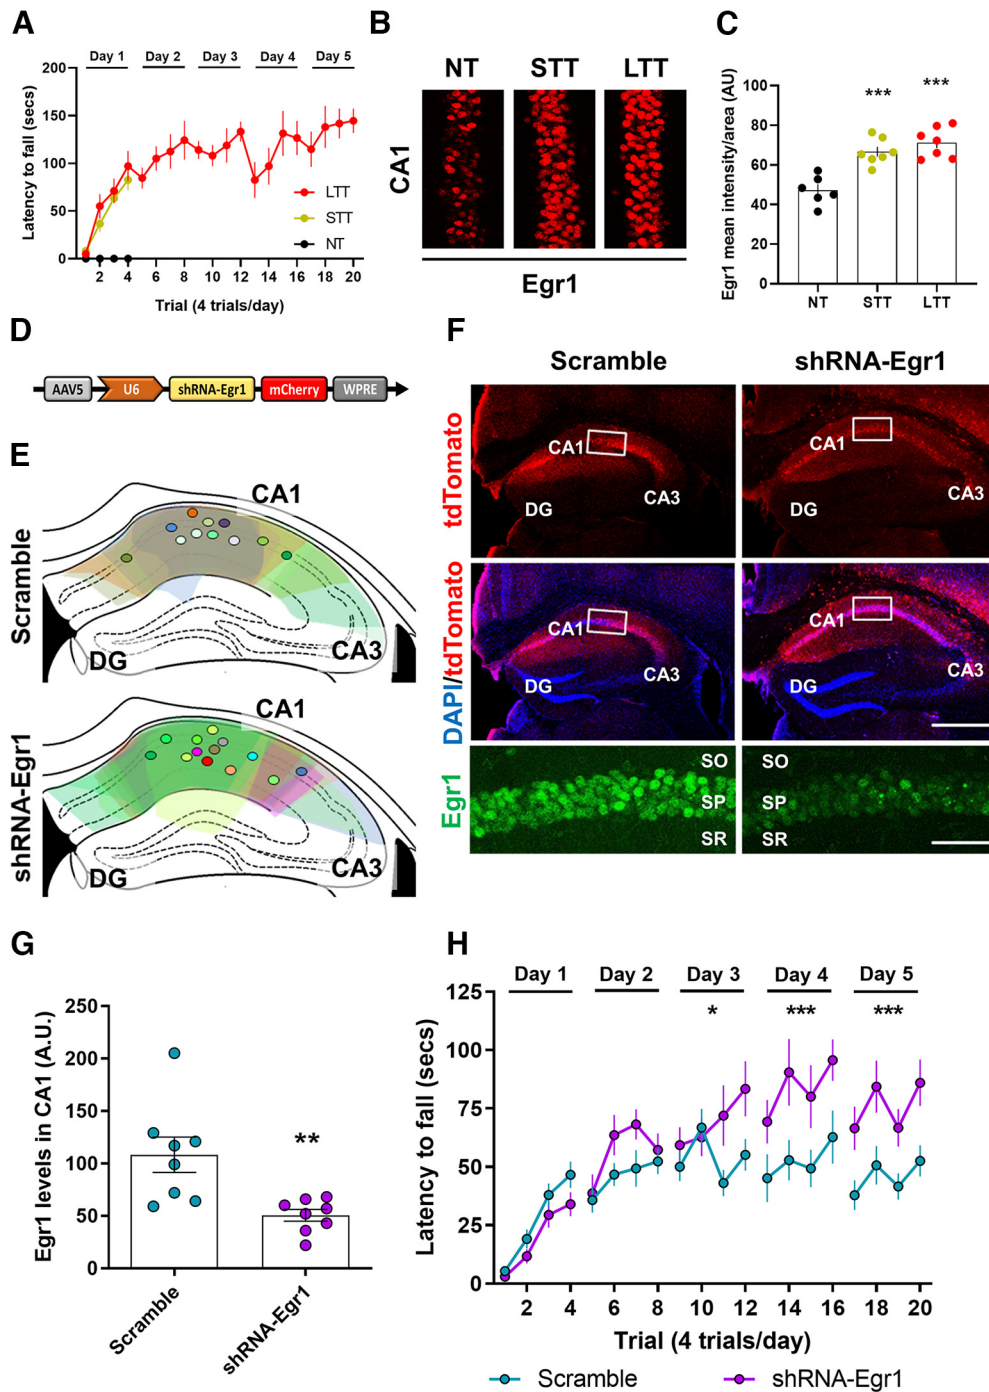 A
Day 1 Day 2 Day 3 Day 4 Day 5
Latency to fall (secs)
200
150
100
50
0
LTT
STT
NT
2 4 6 8 10 12 14 16 18 20
Trial (4 trials/day)
B
NT STT LTT
CA1
Egr1
C
Egr1 mean intensity/area (AU)
100
80
60
40
20
0
*** ***
NT STT LTT
D
AAV5 U6 shRNA-Egr1 mCherry WPRE
E
Scramble
CA1
DG
CA3
shRNA-Egr1
CA1
DG
CA3
F
Scramble shRNA-Egr1
tdTomato
CA1
DG
CA3
CA1
DG
CA3
DAPI/tdTomato
CA1
DG
CA3
CA1
DG
CA3
Egr1
SO
SP
SR
SO
SP
SR
G
Egr1 levels in CA1 (A.U.)
250
200
150
100
50
0
**
Scramble
shRNA-Egr1
H
Day 1 Day 2 Day 3 Day 4 Day 5
* *** ***
Latency to fall (secs)
125
100
75
50
25
0
2 4 6 8 10 12 14 16 18 20
Trial (4 trials/day)
Scramble shRNA-Egr1